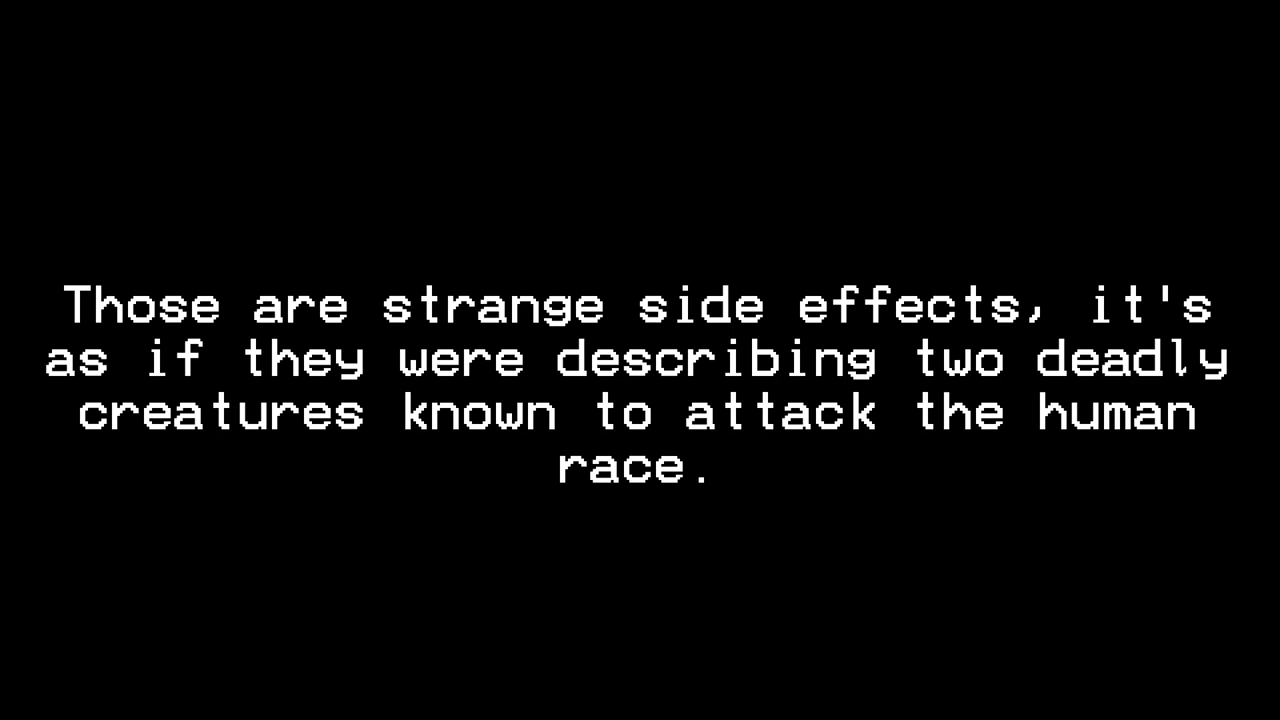 Those are strange side effects, it's
as if they were describing two deadly
creatures known to attack the human
race.